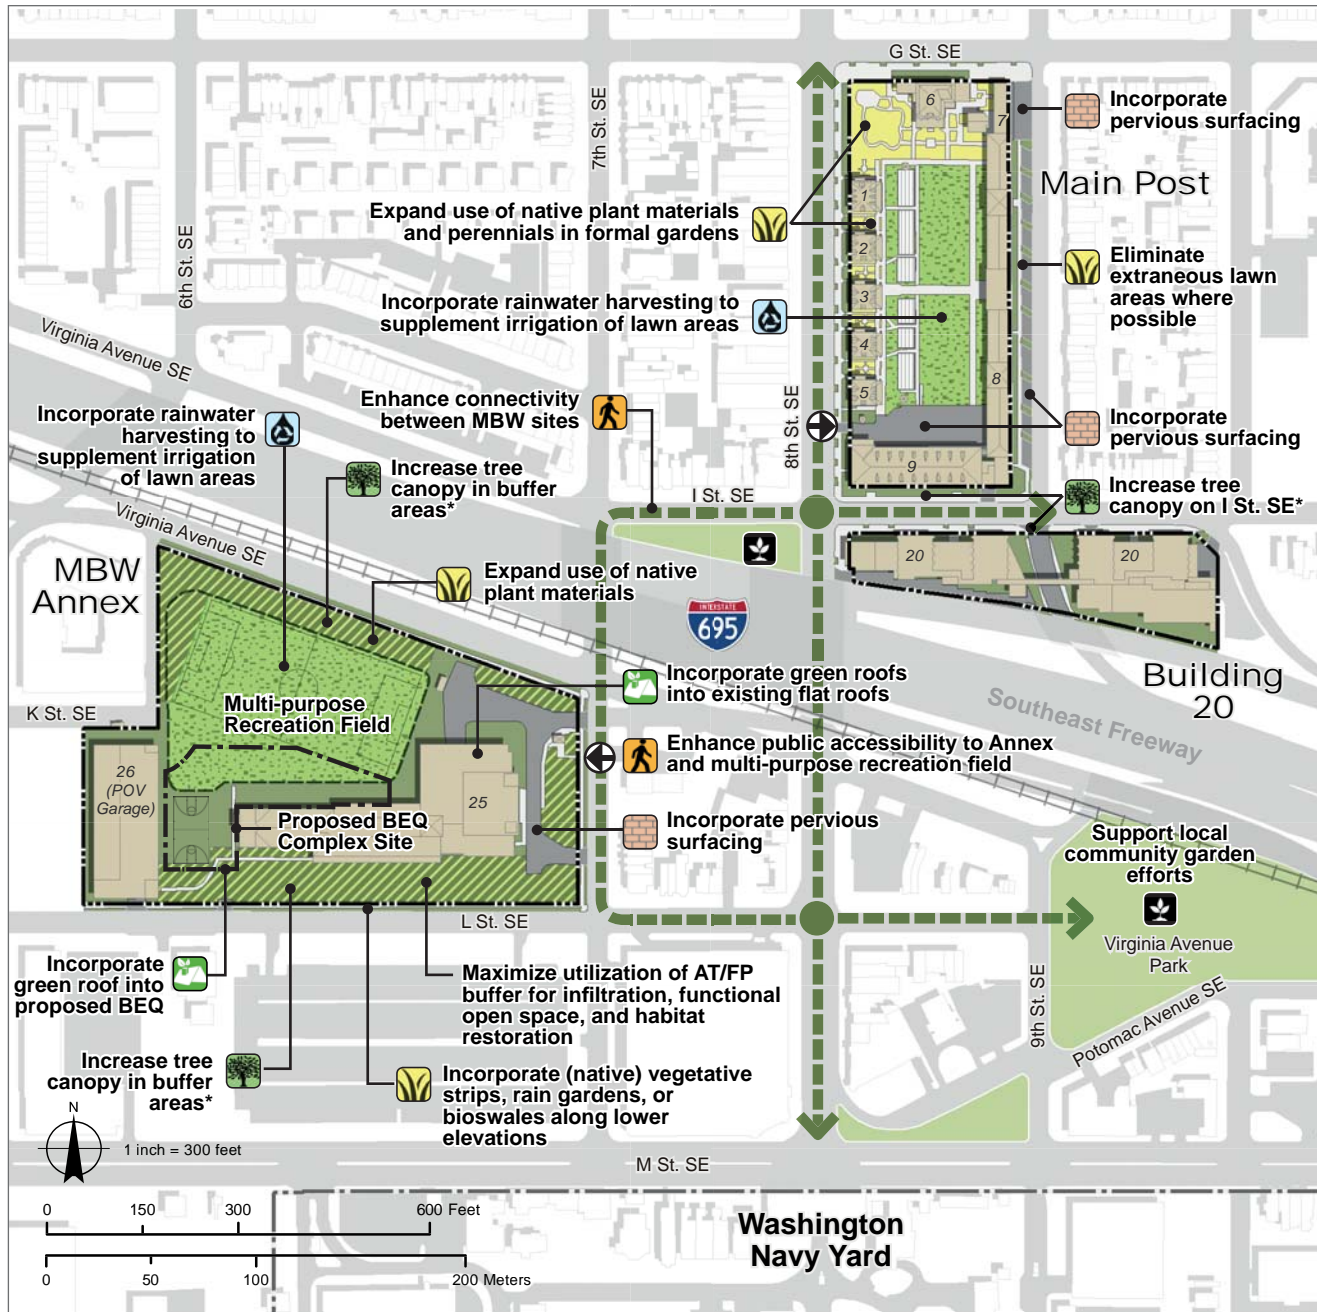 G St. SE
6
7
Incorporate
pervious surfacing
7th St. SE
Main Post
1
Expand use of native plant materials
and perennials in formal gardens
6th St. SE
2
Eliminate
extraneous lawn
areas where
possible
3
Incorporate rainwater harvesting to
supplement irrigation of lawn areas
Virginia Avenue SE
4
8
5
8th St. SE
Enhance connectivity
between MBW sites
Incorporate rainwater
harvesting to
supplement irrigation
of lawn areas
Incorporate
pervious surfacing
9
Increase tree
canopy in buffer
areas*
I St. SE
Increase tree
canopy on I St. SE*
Virginia Avenue SE
20
20
MBW
Annex
Expand use of native
plant materials
INTERSTATE
695
Building
20
Incorporate green roofs
into existing flat roofs
Southeast Freeway
Multi-purpose
Recreation Field
K St. SE
Enhance public accessibility to Annex
and multi-purpose recreation field
26
(POV
Garage)
25
Proposed BEQ
Complex Site
Incorporate pervious
surfacing
Support local
community garden
efforts
L St. SE
Virginia Avenue
Park
Incorporate
green roof into
proposed BEQ
Maximize utilization of AT/FP
buffer for infiltration, functional
open space, and habitat
restoration
9th St. SE
Potomac Avenue SE
Increase tree
canopy in buffer
areas*
Incorporate (native) vegetative
strips, rain gardens, or
bioswales along lower
elevations
N
1 inch = 300 feet
M St. SE
0 150 300 600 Feet
0 50 100 200 Meters
Washington
Navy Yard